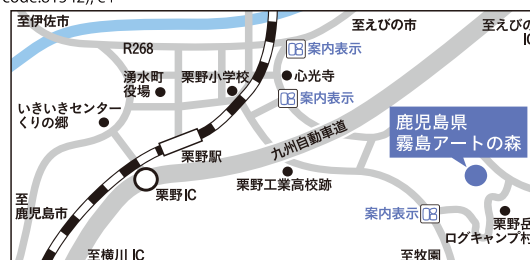 code:81542), e4
至伊佐市
至えびの市
至えびの
IC
R268
案内表示
湧水町
役場
栗野小学校
心光寺
案内表示
いきいきセンター
くりの郷
九州自動車道
鹿児島県
霧島アートの森
栗野駅
栗野工業高校跡
栗野IC
至
鹿児島市
案内表示
栗野岳
ログキャンプ村
至横川IC
至牧園